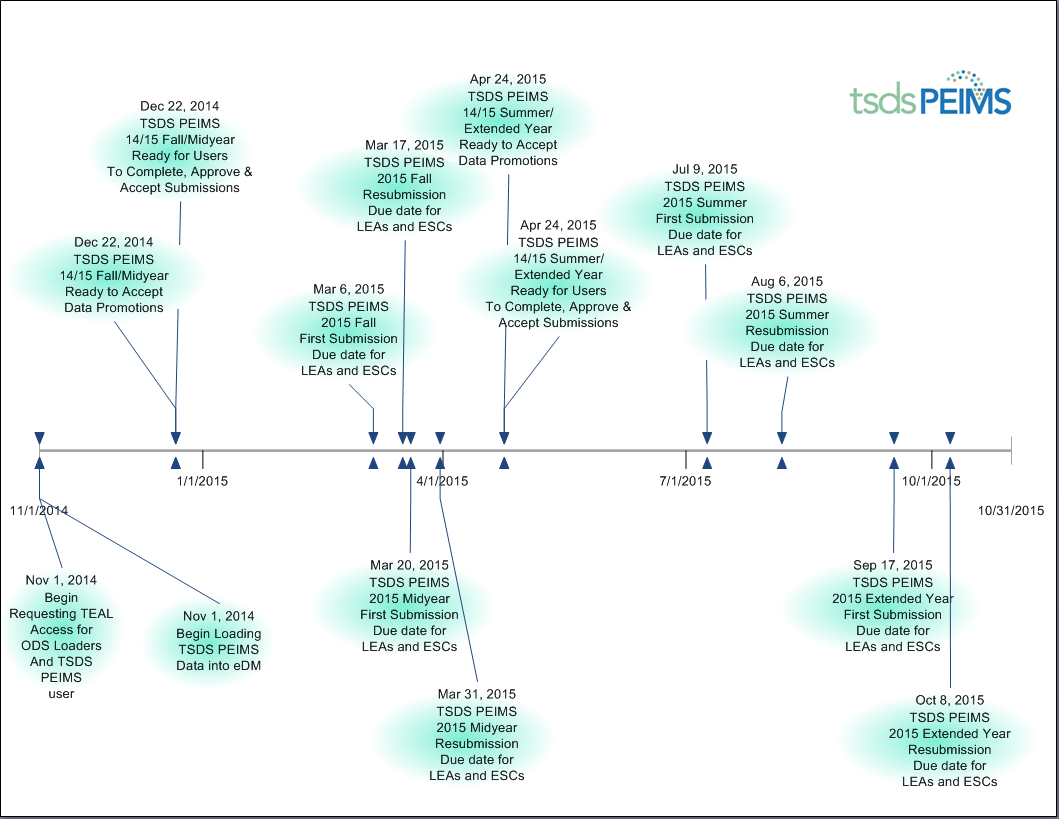 tsds PEIMS
Apr 24, 2015
TSDS PEIMS
14/15 Summer/
Extended Year
Ready to Accept
Data Promotions
Dec 22, 2014
TSDS PEIMS
14/15 Fall/Midyear
Ready for Users
To Complete, Approve &
Accept Submissions
Mar 17, 2015
TSDS PEIMS
2015 Fall
Resubmission
Due date for
LEAs and ESCs
Jul 9, 2015
TSDS PEIMS
2015 Summer
First Submission
Due date for
LEAs and ESCs
Dec 22, 2014
TSDS PEIMS
14/15 Fall/Midyear
Ready to Accept
Data Promotions
Apr 24, 2015
TSDS PEIMS
14/15 Summer/
Extended Year
Ready for Users
To Complete, Approve &
Accept Submissions
Mar 6, 2015
TSDS PEIMS
2015 Fall
First Submission
Due date for
LEAs and ESCs
Aug 6, 2015
TSDS PEIMS
2015 Summer
Resubmission
Due date for
LEAs and ESCs
1/1/2015
4/1/2015
7/1/2015
10/1/2015
11/1/2014
10/31/2015
Nov 1, 2014
Begin
Requesting TEAL
Access for
ODS Loaders
And TSDS
PEIMS
user
Nov 1, 2014
Begin Loading
TSDS PEIMS
Data into eDM
Mar 20, 2015
TSDS PEIMS
2015 Midyear
First Submission
Due date for
LEAs and ESCs
Mar 31, 2015
TSDS PEIMS
2015 Midyear
Resubmission
Due date for
LEAs and ESCs
Sep 17, 2015
TSDS PEIMS
2015 Extended Year
First Submission
Due date for
LEAs and ESCs
Oct 8, 2015
TSDS PEIMS
2015 Extended Year
Resubmission
Due date for
LEAs and ESCs